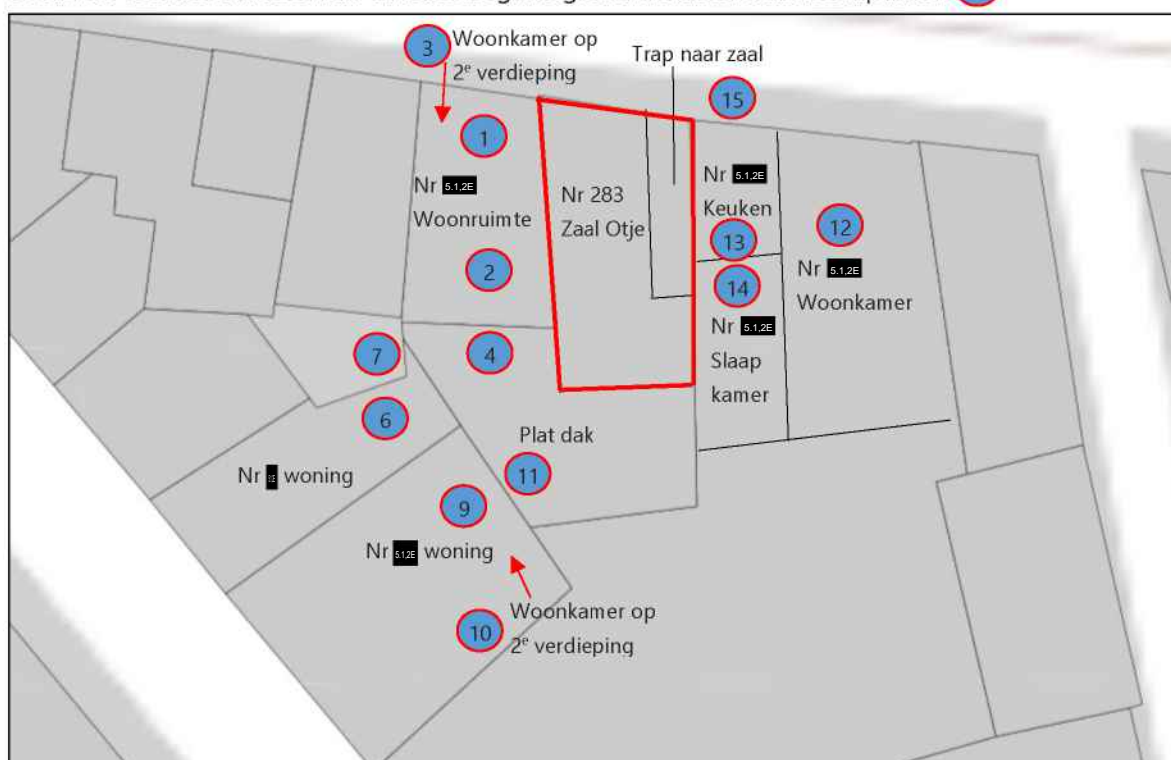 3
Woonkamer op
2e verdieping
Trap naar zaal
15
1
Nr 5.1,2E
Woonruimte
Nr 283
Zaal Otje
Nr 5.1,2E
Keuken
12
13
2
Nr 5.1,2E
Woonkamer
14
Nr 5.1,2E
Slaap
kamer
7
4
6
Plat dak
Nr woning
11
9
Nr 5.1,2E woning
10
Woonkamer op
2e verdieping